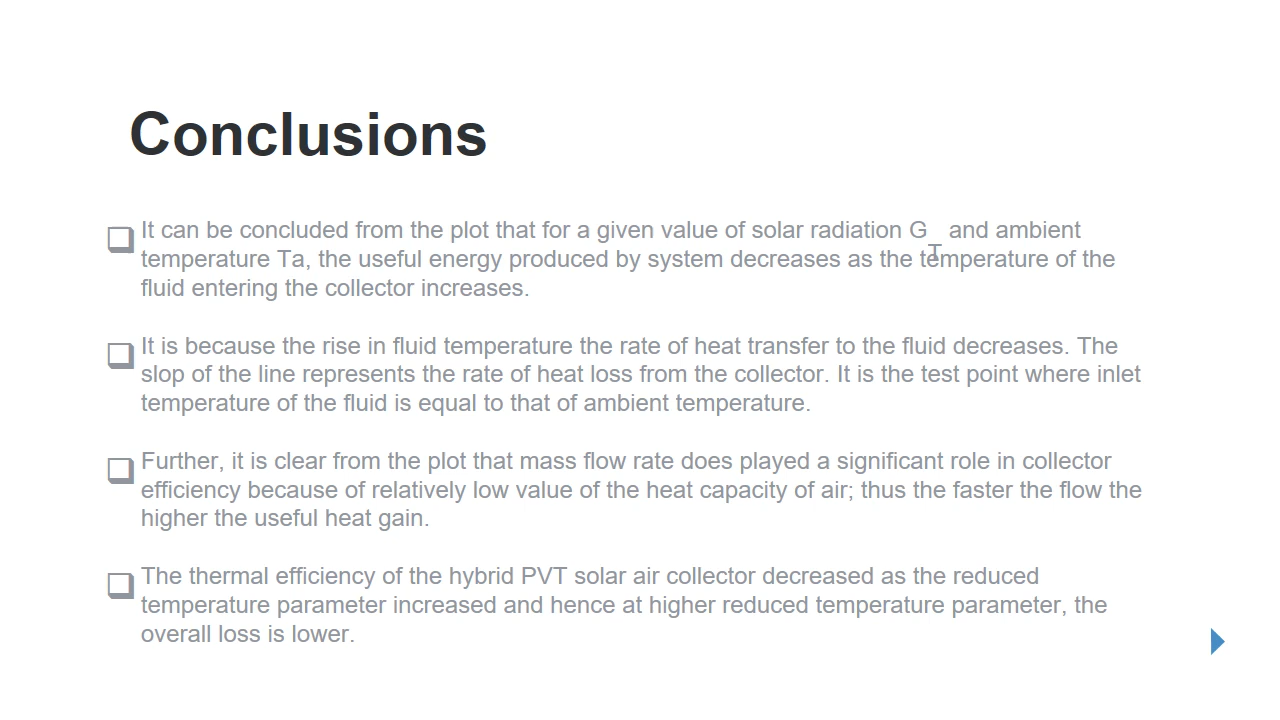 Conclusions
❑ It can be concluded from the plot that for a given value of solar radiation G_T and ambient
temperature Ta, the useful energy produced by system decreases as the temperature of the
fluid entering the collector increases.
❑ It is because the rise in fluid temperature the rate of heat transfer to the fluid decreases. The
slop of the line represents the rate of heat loss from the collector. It is the test point where inlet
temperature of the fluid is equal to that of ambient temperature.
❑ Further, it is clear from the plot that mass flow rate does played a significant role in collector
efficiency because of relatively low value of the heat capacity of air; thus the faster the flow the
higher the useful heat gain.
❑ The thermal efficiency of the hybrid PVT solar air collector decreased as the reduced
temperature parameter increased and hence at higher reduced temperature parameter, the
overall loss is lower.